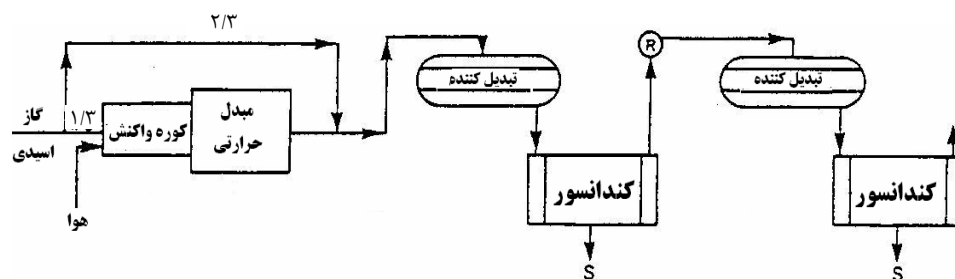 ۲/۳
گاز
اسیدی
۱/۳
کوره واکنش
مبدل
حرارتی
هوا
تبدیل کننده
کندانسور
S
R
تبدیل کننده
کندانسور
S